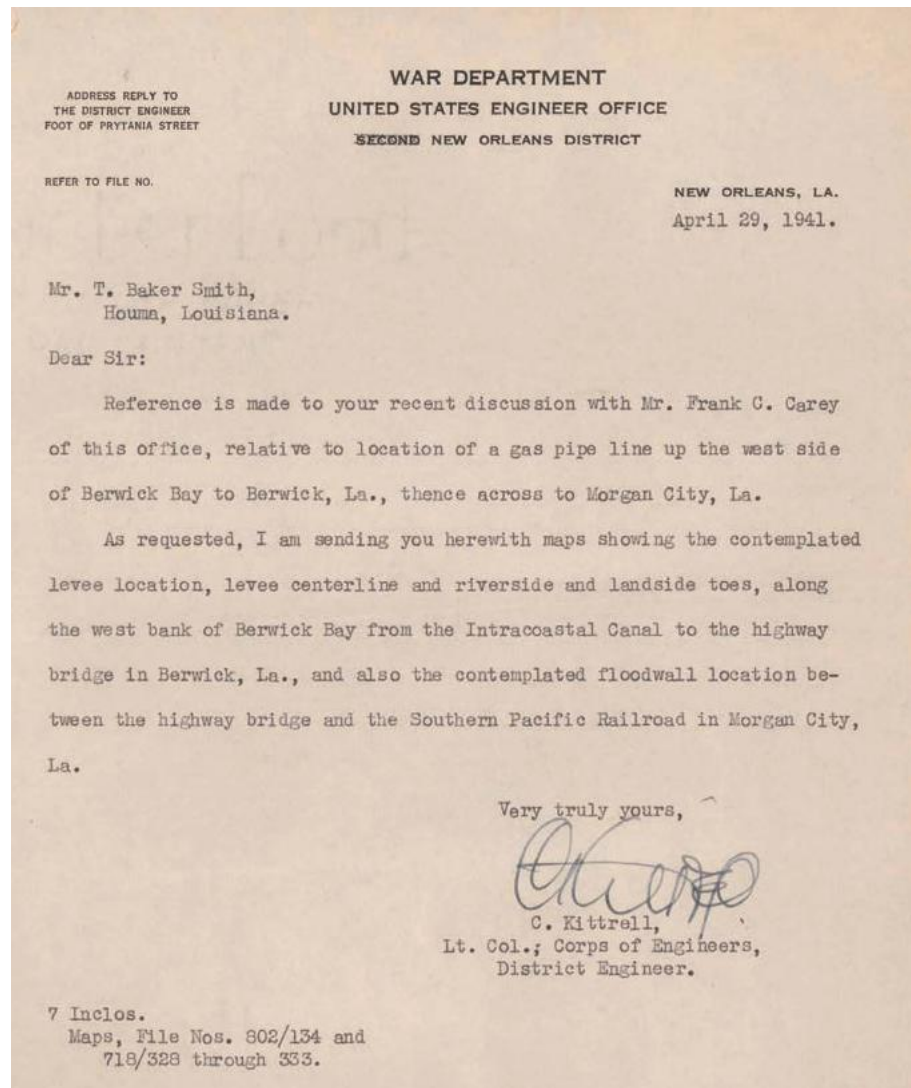 WAR DEPARTMENT
UNITED STATES ENGINEER OFFICE
SECOND NEW ORLEANS DISTRICT
ADDRESS REPLY TO
THE DISTRICT ENGINEER
FOOT OF PRYTANIA STREET
REFER TO FILE NO.
NEW ORLEANS, LA.
April 29, 1941.
Mr. T. Baker Smith,
Houma, Louisiana.
Dear Sir:
Reference is made to your recent discussion with Mr. Frank C. Carey
of this office, relative to location of a gas pipe line up the west side
of Berwick Bay to Berwick, La., thence across to Morgan City, La.
As requested, I am sending you herewith maps showing the contemplated
levee location, levee centerline and riverside and landside toes, along
the west bank of Berwick Bay from the Intracoastal Canal to the highway
bridge in Berwick, La., and also the contemplated floodwall location be-
tween the highway bridge and the Southern Pacific Railroad in Morgan City,
La.
Very truly yours,
C. Kittrell,
Lt. Col.; Corps of Engineers,
District Engineer.
7 Inclos.
Maps, File Nos. 802/134 and
718/328 through 333.